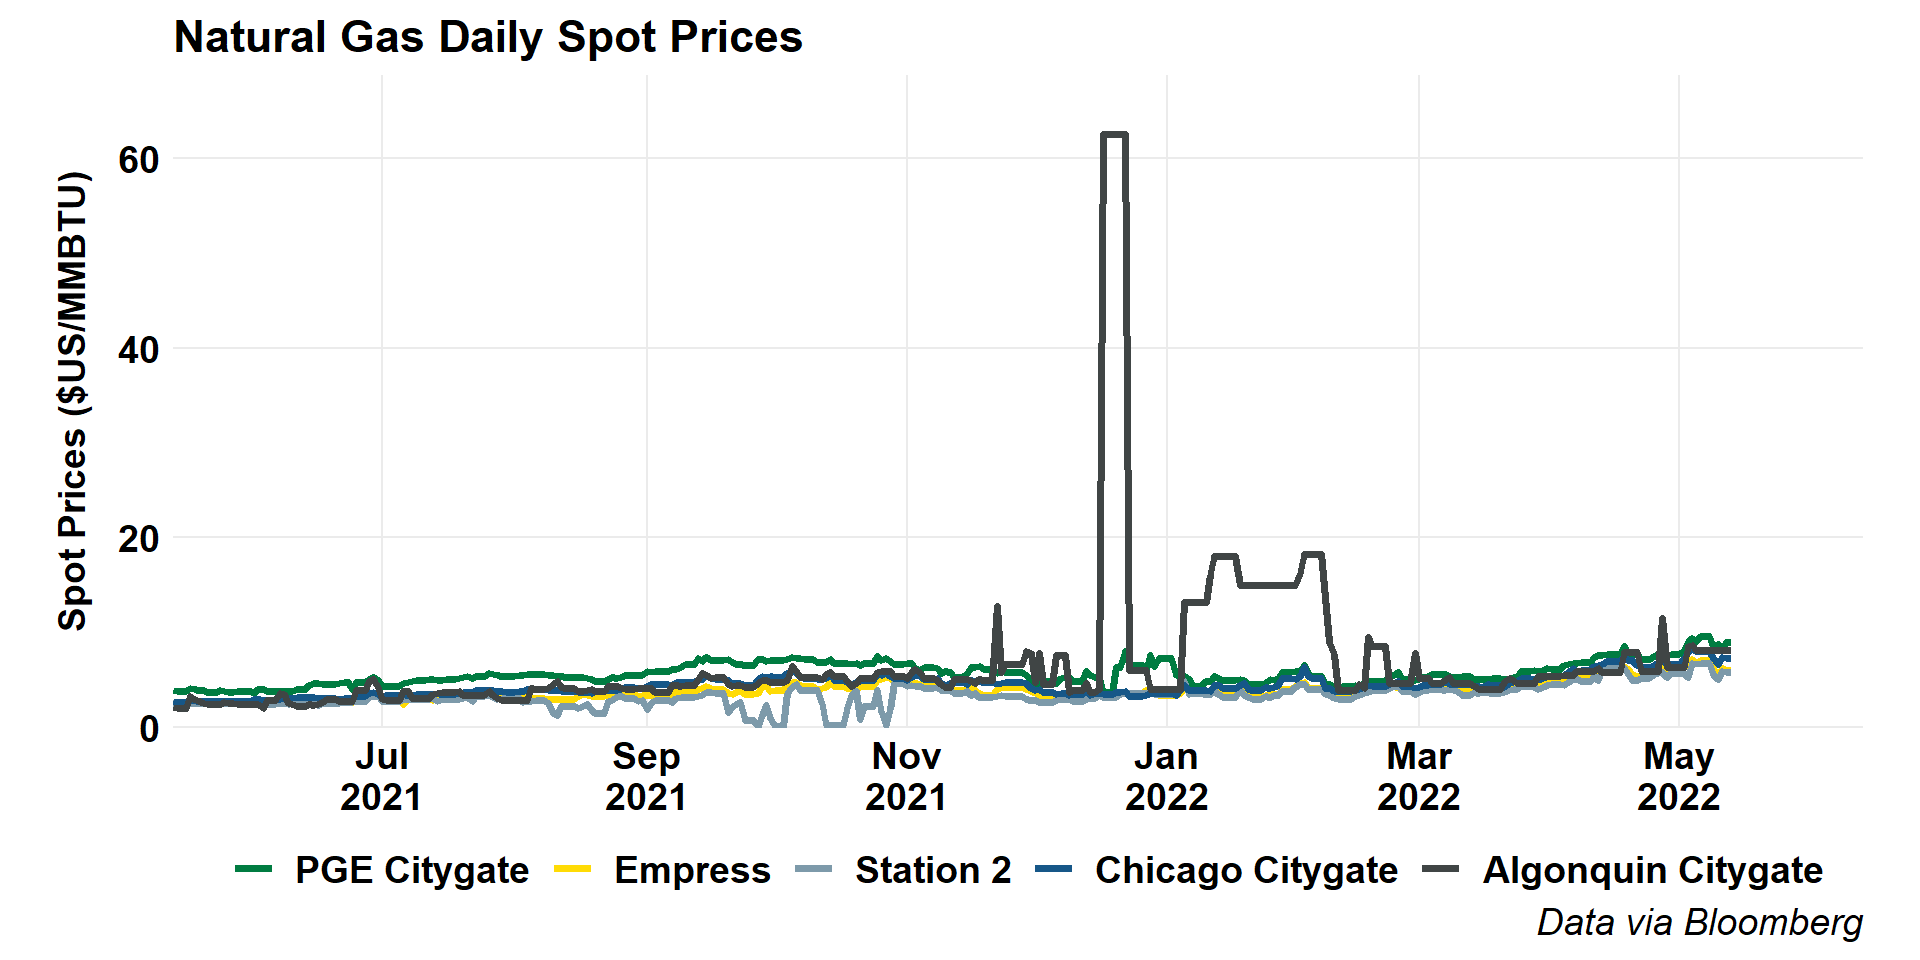 Natural Gas Daily Spot Prices
Spot Prices ($US/MMBTU)
60
40
20
0
Jul 2021
Sep 2021
Nov 2021
Jan 2022
Mar 2022
May 2022
PGE Citygate
Empress
Station 2
Chicago Citygate
Algonquin Citygate
Data via Bloomberg